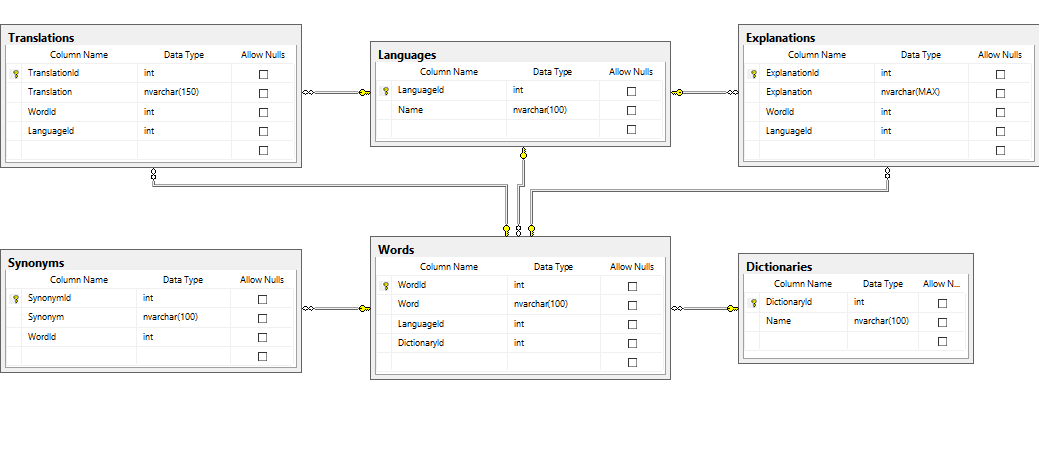 Translations
Column Name Data Type Allow Nulls
TranslationId int
Translation nvarchar(150)
WordId int
LanguageId int
Languages
Column Name Data Type Allow Nulls
LanguageId int
Name nvarchar(100)
Explanations
Column Name Data Type Allow Nulls
ExplanationId int
Explanation nvarchar(MAX)
WordId int
LanguageId int
Synonyms
Column Name Data Type Allow Nulls
SynonymId int
Synonym nvarchar(100)
WordId int
Words
Column Name Data Type Allow Nulls
WordId int
Word nvarchar(100)
LanguageId int
DictionaryId int
Dictionaries
Column Name Data Type Allow N...
DictionaryId int
Name nvarchar(100)